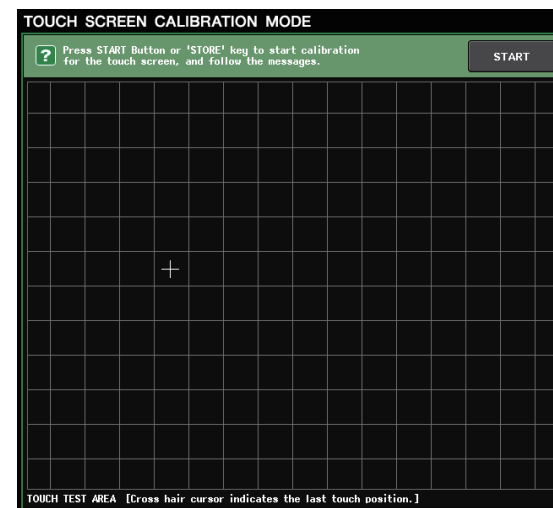 TOUCH SCREEN CALIBRATION MODE
? Press START Button or 'STORE' key to start calibration
for the touch screen, and follow the messages.
START
TOUCH TEST AREA [Cross hair cursor indicates the last touch position.]